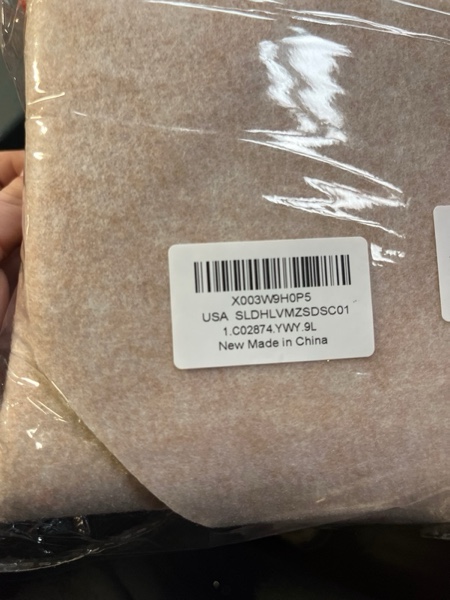 X003W9H0P5
USA SLDHLVMZSDSC01
1.C02874.YWY.9L
New Made in China